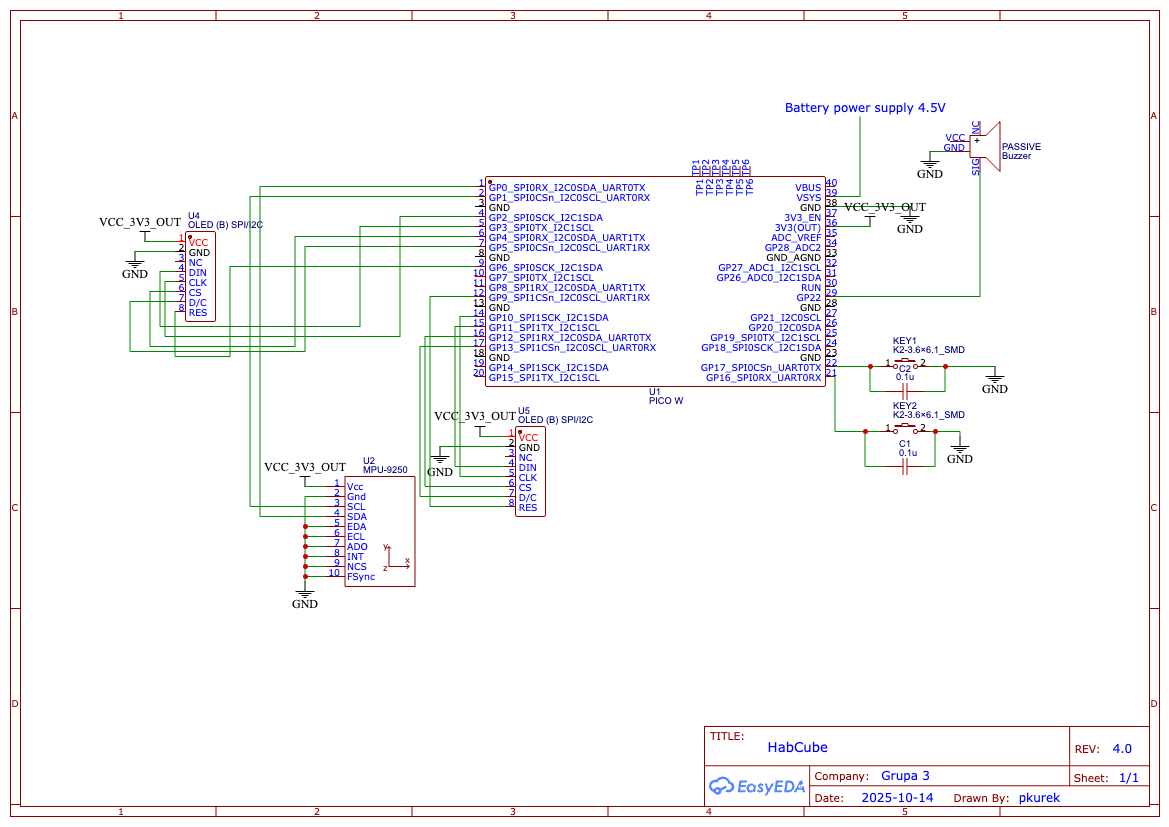 1 2 3 4 5
A A
B B
C C
D D
Battery power supply 4.5V
NC
VCC
GND
+
SIG
PASSIVE
Buzzer
GND
TP1 TP2 TP3 TP4 TP5 TP6
TP1 TP2 TP3 TP4 TP5 TP6
1 GP0_SPI0RX_I2C0SDA_UART0TX
2 GP1_SPI0CSn_I2C0SCL_UART0RX
3 GND
4 GP2_SPI0SCK_I2C1SDA
5 GP3_SPI0TX_I2C1SCL
6 GP4_SPI0RX_I2C0SDA_UART1TX
7 GP5_SPI0CSn_I2C0SCL_UART1RX
8 GND
9 GP6_SPI0SCK_I2C1SDA
10 GP7_SPI0TX_I2C1SCL
11 GP8_SPI1RX_I2C0SDA_UART1TX
12 GP9_SPI1CSn_I2C0SCL_UART1RX
13 GND
14 GP10_SPI1SCK_I2C1SDA
15 GP11_SPI1TX_I2C1SCL
16 GP12_SPI1RX_I2C0SDA_UART0TX
17 GP13_SPI1CSn_I2C0SCL_UART0RX
18 GND
19 GP14_SPI1SCK_I2C1SDA
20 GP15_SPI1TX_I2C1SCL
VBUS 40
VSYS 39
GND 38
3V3_EN 37
3V3(OUT) 36
ADC_VREF 35
GP28_ADC2 34
GND_AGND 33
GP27_ADC1_I2C1SCL 32
GP26_ADC0_I2C1SDA 31
RUN 30
GP22 29
GND 28
GP21_I2C0SCL 27
GP20_I2C0SDA 26
GP19_SPI0TX_I2C1SCL 25
GP18_SPI0SCK_I2C1SDA 24
GND 23
GP17_SPI0CSn_UART0TX 22
GP16_SPI0RX_UART0RX 21
U1
PICO W
VCC_3V3_OUT
GND
U4
OLED (B) SPI/I2C
VCC_3V3_OUT
GND
1 VCC
2 GND
3 NC
4 DIN
5 CLK
6 CS
7 D/C
8 RES
KEY1
K2-3.6×6.1_SMD
1 2
C2
0.1u
GND
KEY2
K2-3.6×6.1_SMD
1 2
C1
0.1u
GND
U5
OLED (B) SPI/I2C
VCC_3V3_OUT
GND
1 VCC
2 GND
3 NC
4 DIN
5 CLK
6 CS
7 D/C
8 RES
U2
MPU-9250
VCC_3V3_OUT
1 Vcc
2 Gnd
3 SCL
4 SDA
5 EDA
6 ECL
7 ADO
8 INT
9 NCS
10 FSync
y
x
z
GND
TITLE:
HabCube
REV: 4.0
EasyEDA
Company: Grupa 3
Sheet: 1/1
Date: 2025-10-14 Drawn By: pkurek
1 2 3 4 5